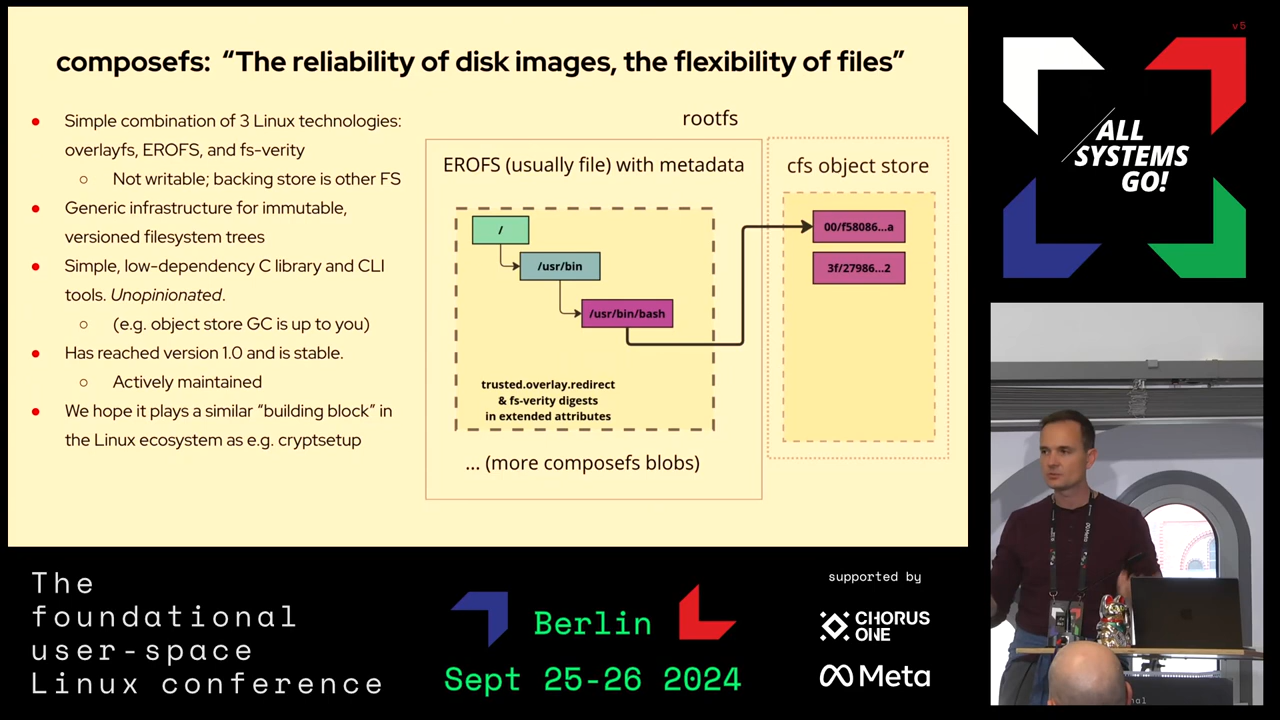 composefs: “The reliability of disk images, the flexibility of files”
● Simple combination of 3 Linux technologies:
overlayfs, EROFS, and fs-verity
○ Not writable; backing store is other FS
● Generic infrastructure for immutable,
versioned filesystem trees
● Simple, low-dependency C library and CLI
tools. Unopinionated.
○ (e.g. object store GC is up to you)
● Has reached version 1.0 and is stable.
○ Actively maintained
● We hope it plays a similar “building block” in
the Linux ecosystem as e.g. cryptsetup
rootfs
EROFS (usually file) with metadata
/
/usr/bin
/usr/bin/bash
trusted.overlay.redirect
& fs-verity digests
in extended attributes
... (more composefs blobs)
cfs object store
00/f58086...a
3f/27986...2
v5
ALL
SYSTEMS
GO!
The
foundational
user-space
Linux conference
Berlin
Sept 25-26 2024
supported by
CHORUS
ONE
Meta